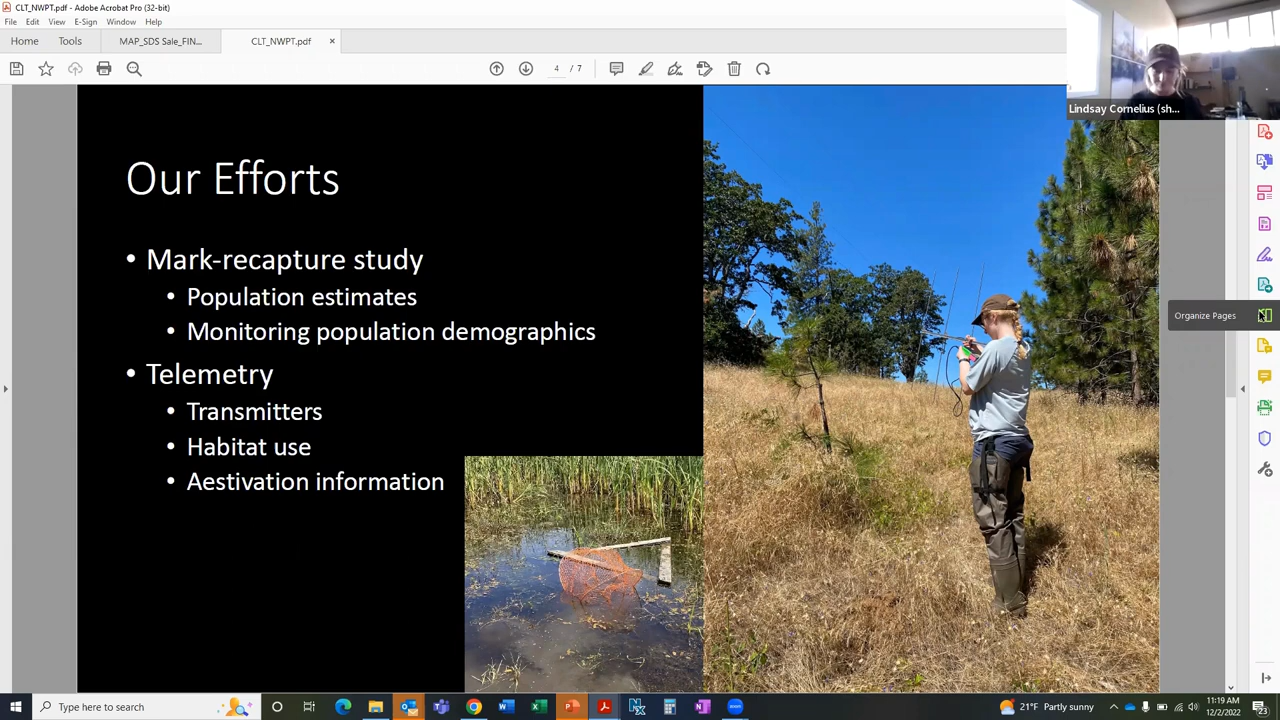 CLT_NWPT.pdf - Adobe Acrobat Pro (32-bit)
File Edit View E-Sign Window Help
Home Tools MAP_SDS Sale_FIN... CLT_NWPT.pdf ×
4 / 7
Lindsay Cornelius (sh...
Our Efforts
• Mark-recapture study
• Population estimates
• Monitoring population demographics
• Telemetry
• Transmitters
• Habitat use
• Aestivation information
Organize Pages
Type here to search
21°F Partly sunny
11:19 AM
12/2/2022
23